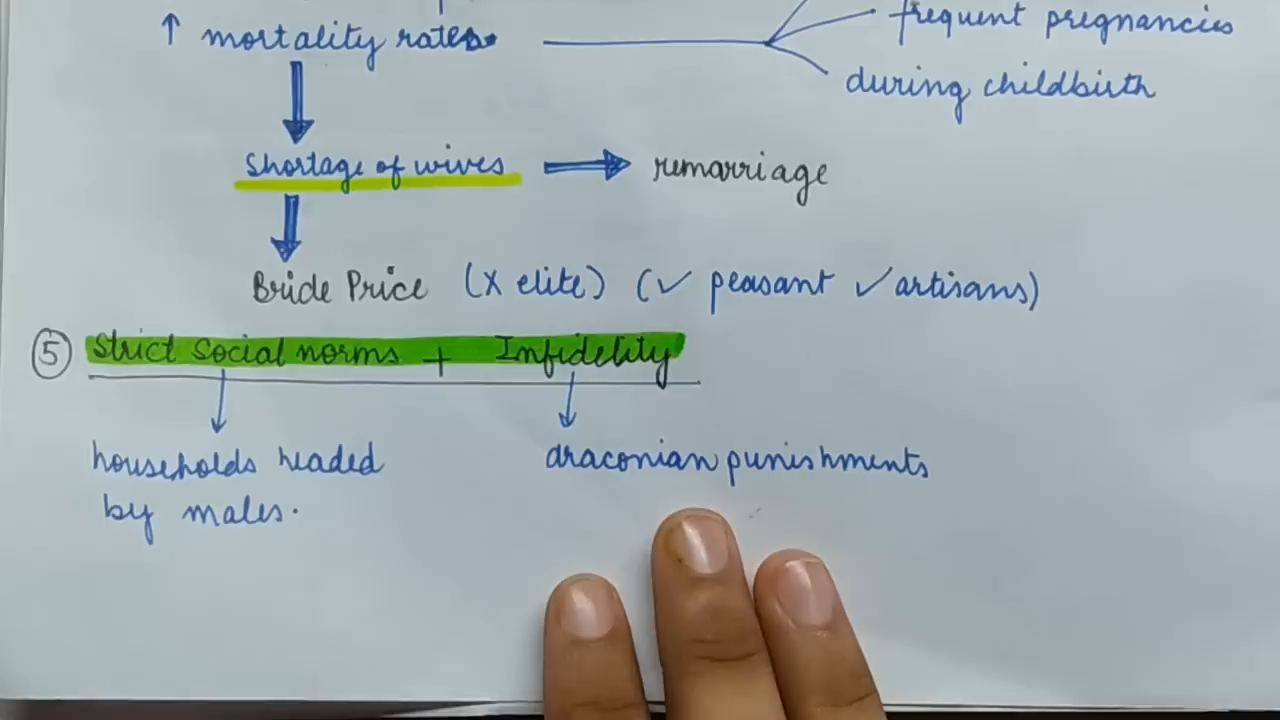 frequent pregnancies
↑ mortality rates
during childbirth
Shortage of wives → remarriage
Bride Price (X elite) (✓ peasant ✓ artisans)
⑤ Strict Social norms + Infidelity
households headed by males.
draconian punishments